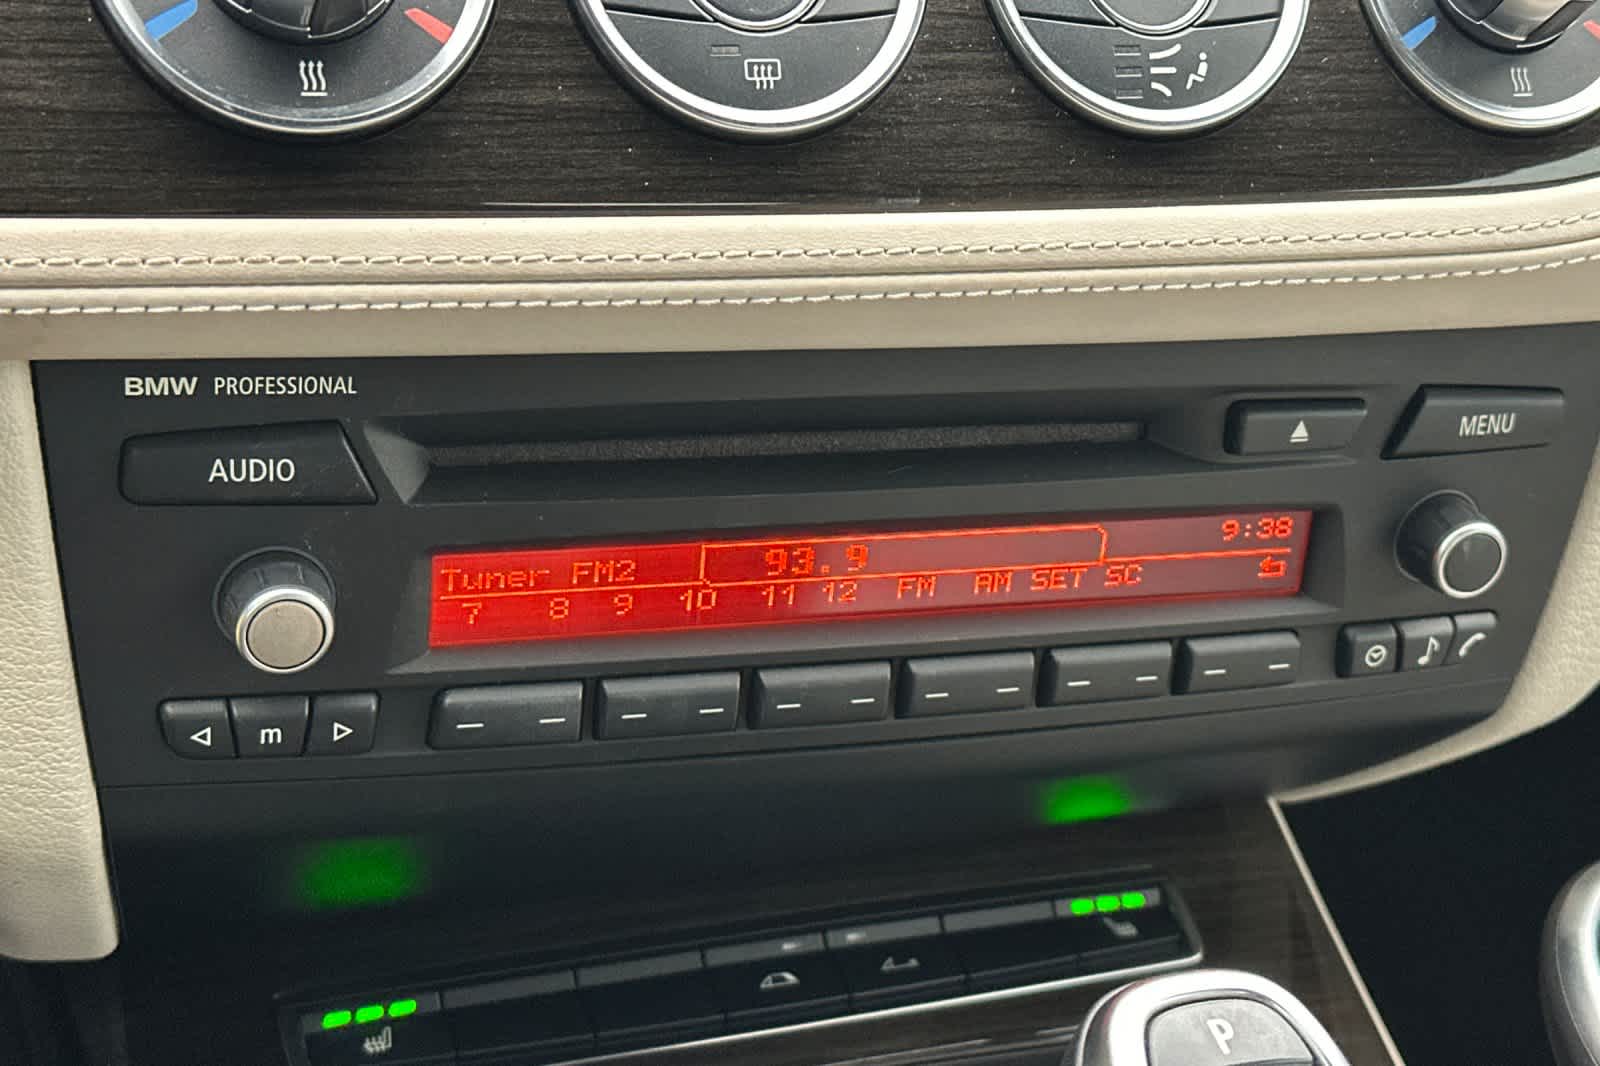 BMW PROFESSIONAL
AUDIO
MENU
Tuner FM2 93.9 9:38
7 8 9 10 11 12 FM AM SET SC
m
P